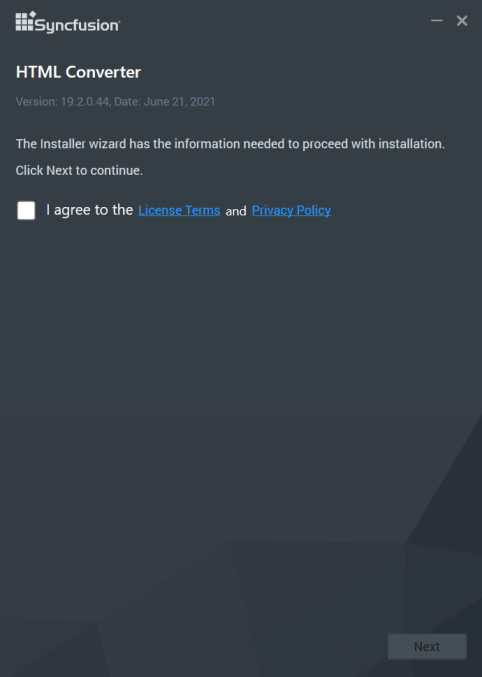 Syncfusion
HTML Converter
Version: 19.2.0.44, Date: June 21, 2021
The Installer wizard has the information needed to proceed with installation.
Click Next to continue.
I agree to the License Terms and Privacy Policy
Next